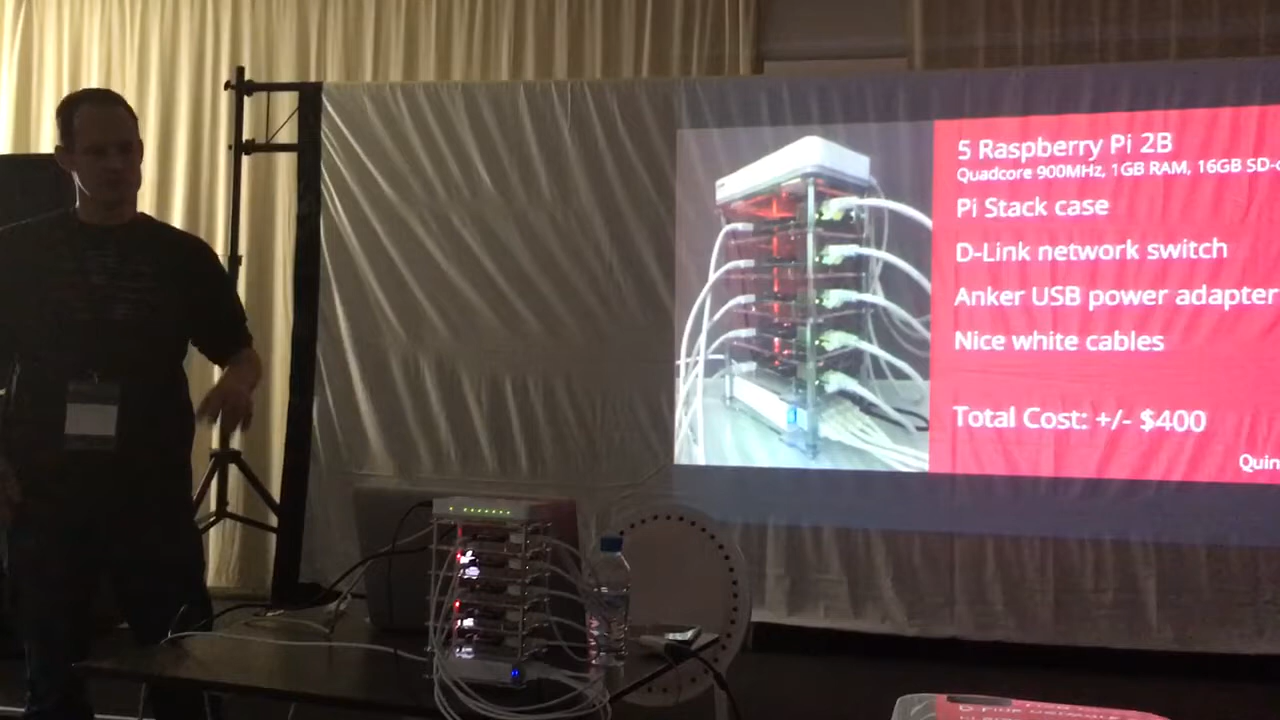 5 Raspberry Pi 2B
Quadcore 900MHz, 1GB RAM, 16GB SD-
Pi Stack case
D-Link network switch
Anker USB power adapter
Nice white cables
Total Cost: +/- $400
Quin